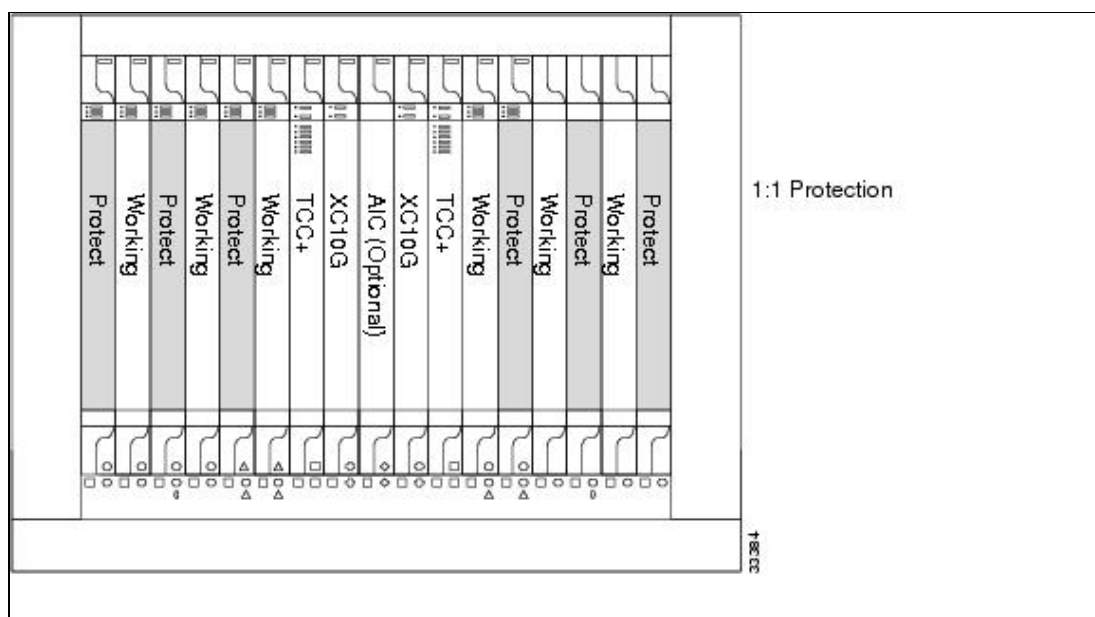 Protect
Working
Protect
Working
Protect
Working
TCC+
XC10G
AIC (Optional)
XC10G
TCC+
Working
Protect
Working
Protect
Working
Protect
1:1 Protection
33384